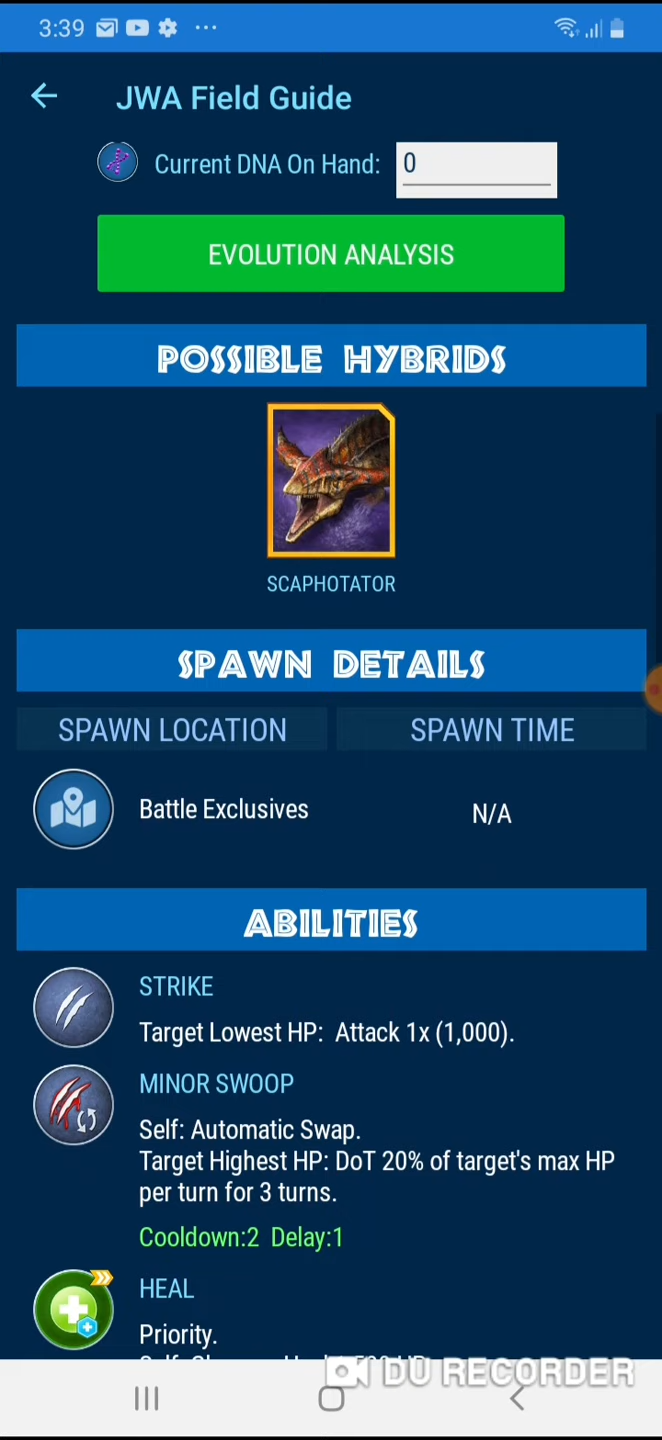 3:39
JWA Field Guide
Current DNA On Hand: 0
EVOLUTION ANALYSIS
POSSIBLE HYBRIDS
SCAPHOTATOR
SPAWN DETAILS
SPAWN LOCATION SPAWN TIME
Battle Exclusives N/A
ABILITIES
STRIKE
Target Lowest HP: Attack 1x (1,000).
MINOR SWOOP
Self: Automatic Swap.
Target Highest HP: DoT 20% of target's max HP
per turn for 3 turns.
Cooldown:2 Delay:1
HEAL
Priority.
DU RECORDER